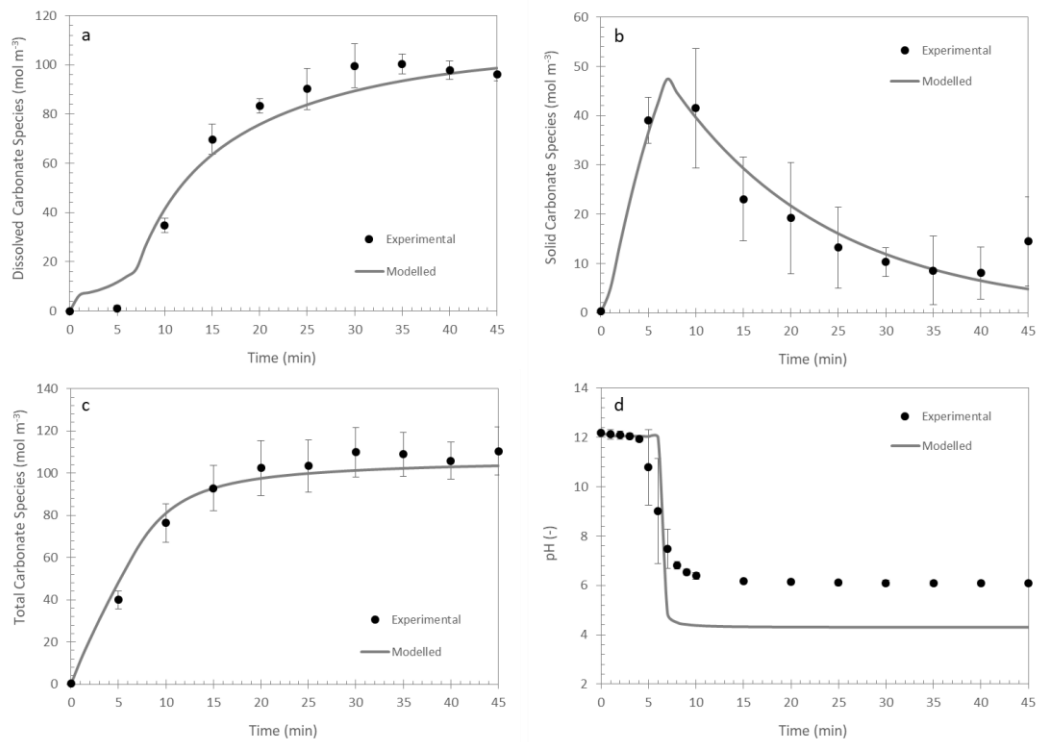 a
Dissolved Carbonate Species (mol m⁻³)
120
100
80
60
40
20
0
Experimental
Modelled
0 5 10 15 20 25 30 35 40 45
Time (min)
b
Solid Carbonate Species (mol m⁻³)
60
50
40
30
20
10
0
Experimental
Modelled
0 5 10 15 20 25 30 35 40 45
Time (min)
c
Total Carbonate Species (mol m⁻³)
140
120
100
80
60
40
20
0
Experimental
Modelled
0 5 10 15 20 25 30 35 40 45
Time (min)
d
pH (-)
14
12
10
8
6
4
2
Experimental
Modelled
0 5 10 15 20 25 30 35 40 45
Time (min)